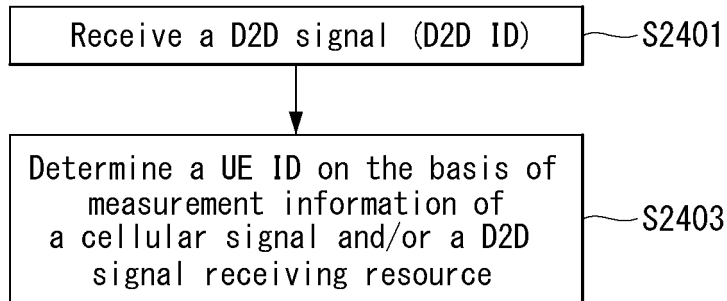 Receive a D2D signal (D2D ID)
S2401
Determine a UE ID on the basis of
measurement information of
a cellular signal and/or a D2D
signal receiving resource
S2403